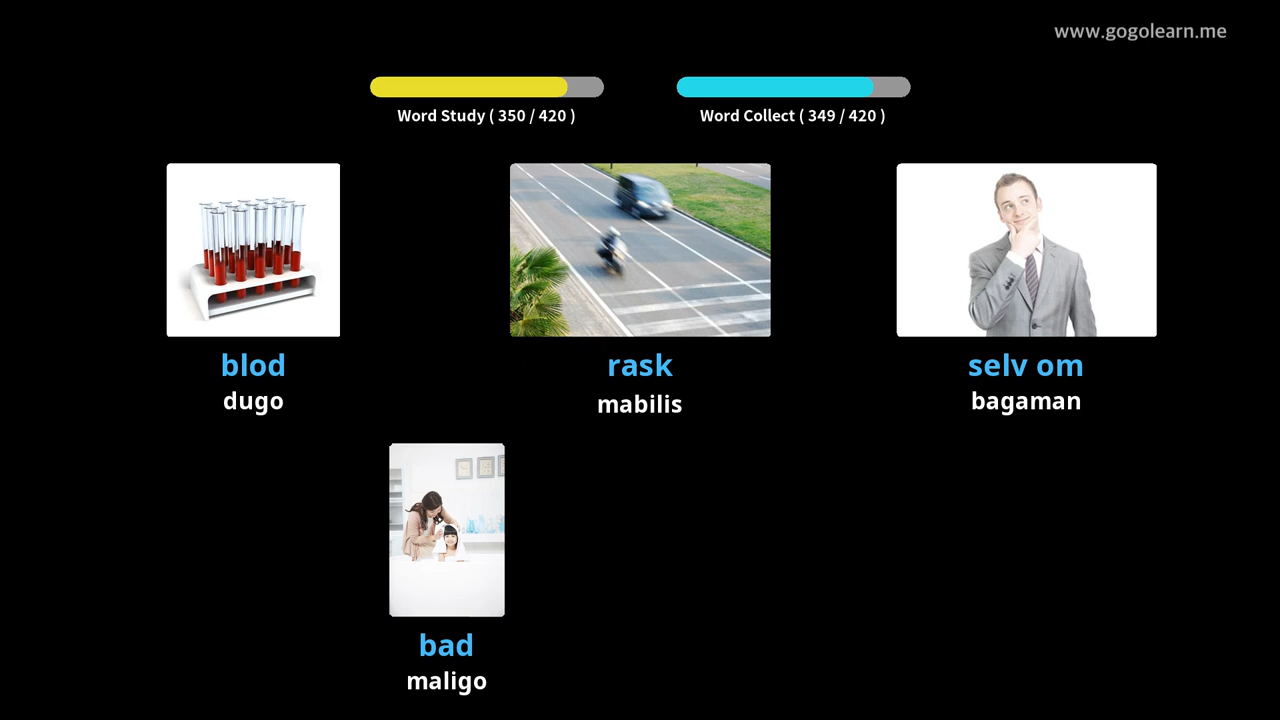 www.gogolearn.me
Word Study ( 350 / 420 )
Word Collect ( 349 / 420 )
blod
dugo
rask
mabilis
selv om
bagaman
bad
maligo